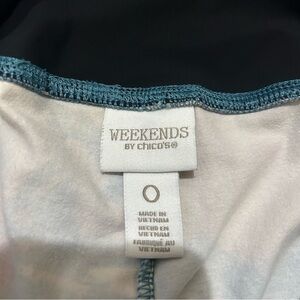 WEEKENDS
BY CHICO'S®
0
MADE IN
VIETNAM
HECHO EN
VIETNAM
FABRIQUÉ AU
VIETNAM